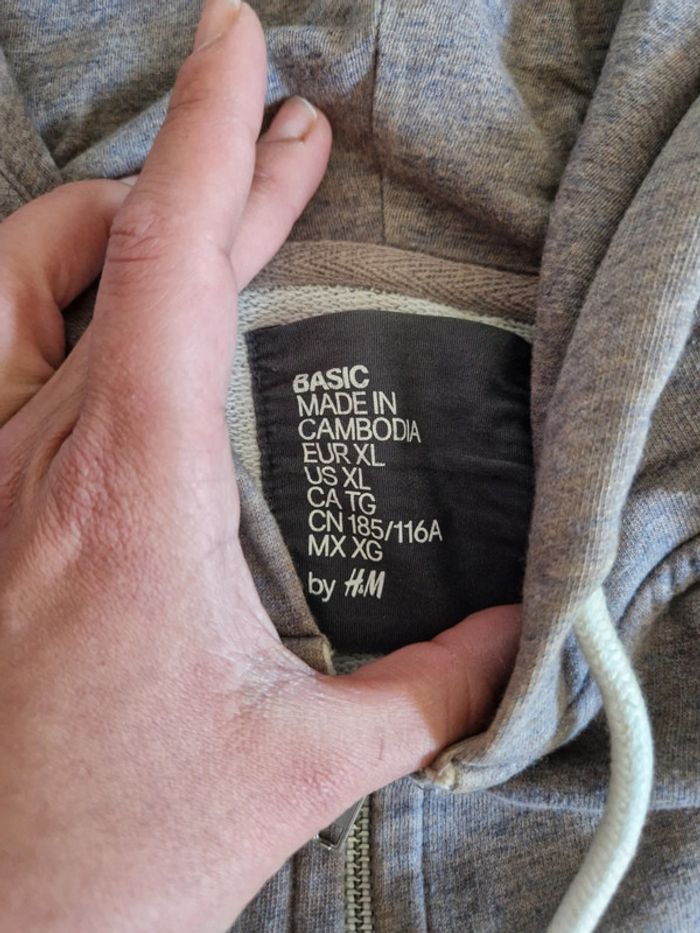 BASIC
MADE IN
CAMBODIA
EUR XL
US XL
CA TG
CN 185/116A
MX XG
by H&M